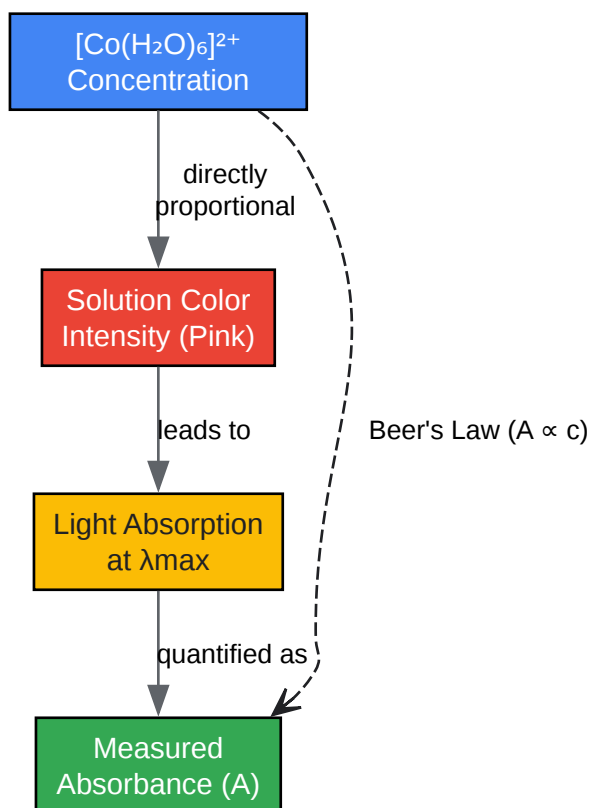 [Co(H₂O)₆]²⁺
Concentration
directly
proportional
Solution Color
Intensity (Pink)
leads to
Beer's Law (A ∝ c)
Light Absorption
at λmax
quantified as
Measured
Absorbance (A)